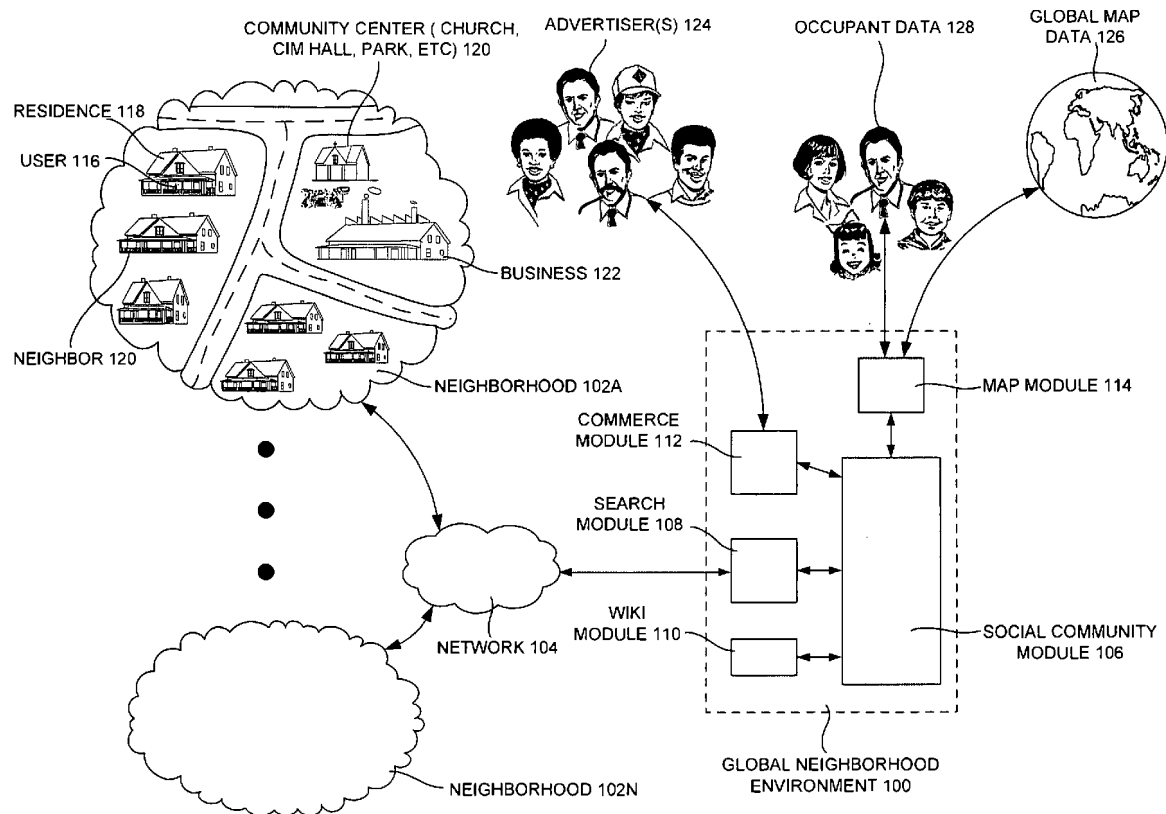 COMMUNITY CENTER ( CHURCH,
CIM HALL, PARK, ETC) 120
ADVERTISER(S) 124
OCCUPANT DATA 128
GLOBAL MAP
DATA 126
RESIDENCE 118
USER 116
BUSINESS 122
NEIGHBOR 120
NEIGHBORHOOD 102A
MAP MODULE 114
COMMERCE
MODULE 112
SEARCH
MODULE 108
WIKI
MODULE 110
NETWORK 104
SOCIAL COMMUNITY
MODULE 106
GLOBAL NEIGHBORHOOD
ENVIRONMENT 100
NEIGHBORHOOD 102N